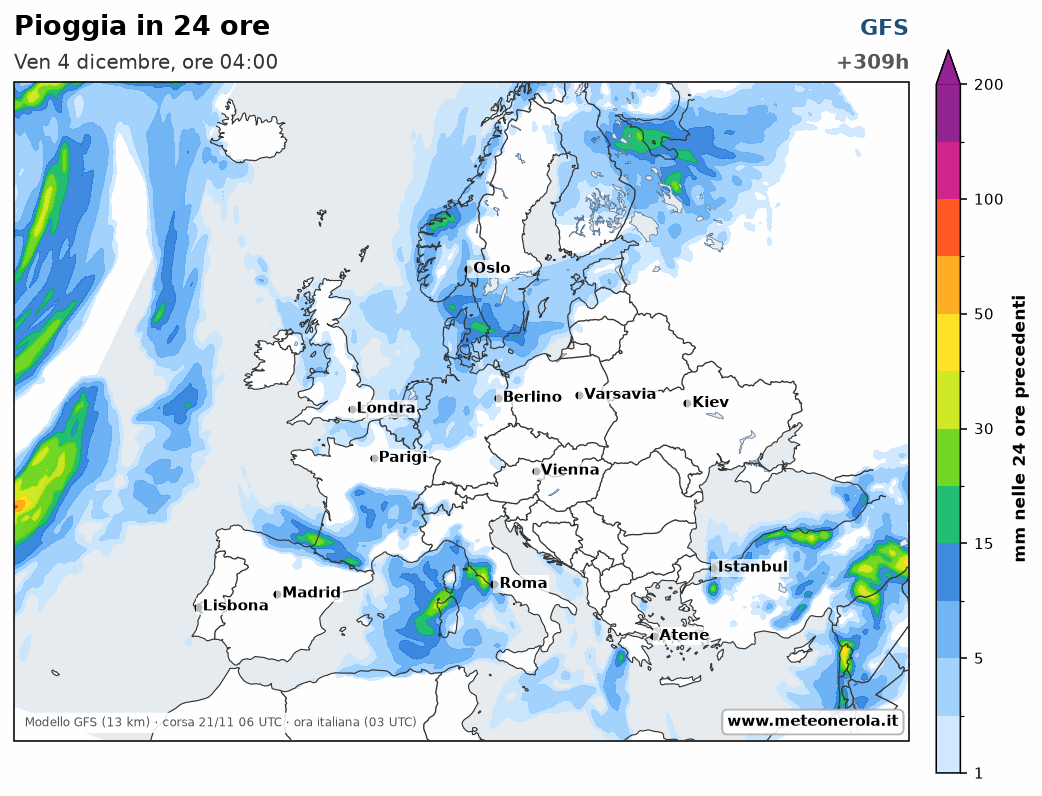 Pioggia in 24 ore
GFS
Ven 4 dicembre, ore 04:00
+309h
200
100
50
30
15
5
1
mm nelle 24 ore precedenti
Oslo
Berlino
Varsavia
Kiev
Londra
Parigi
Vienna
Istanbul
Roma
Madrid
Lisbona
Atene
Modello GFS (13 km) · corsa 21/11 06 UTC · ora italiana (03 UTC)
www.meteonerola.it